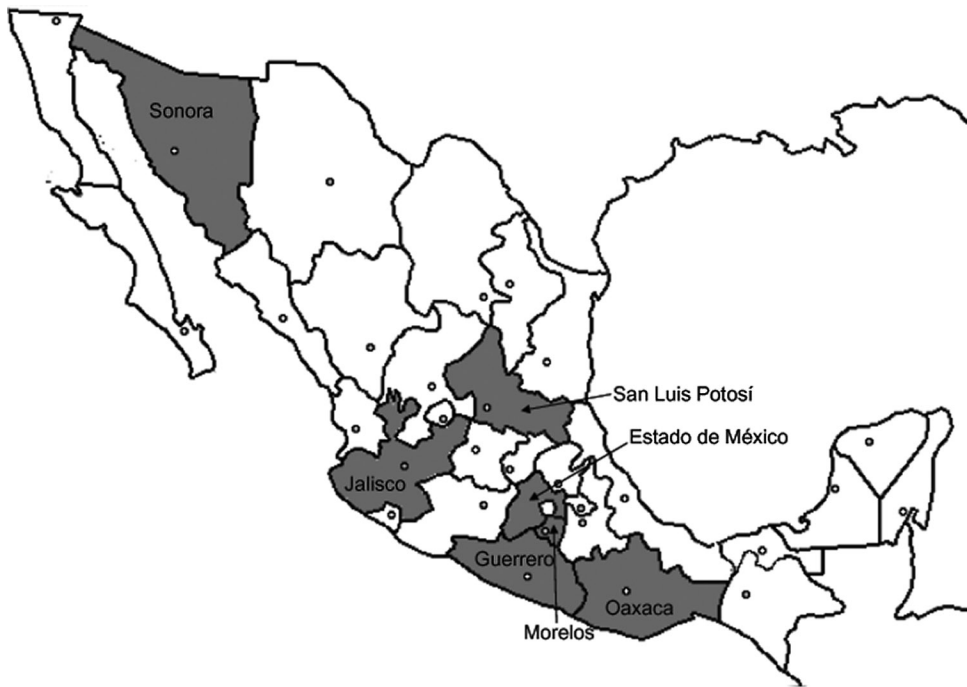 Sonora
San Luis Potosí
Estado de México
Jalisco
Guerrero
Oaxaca
Morelos